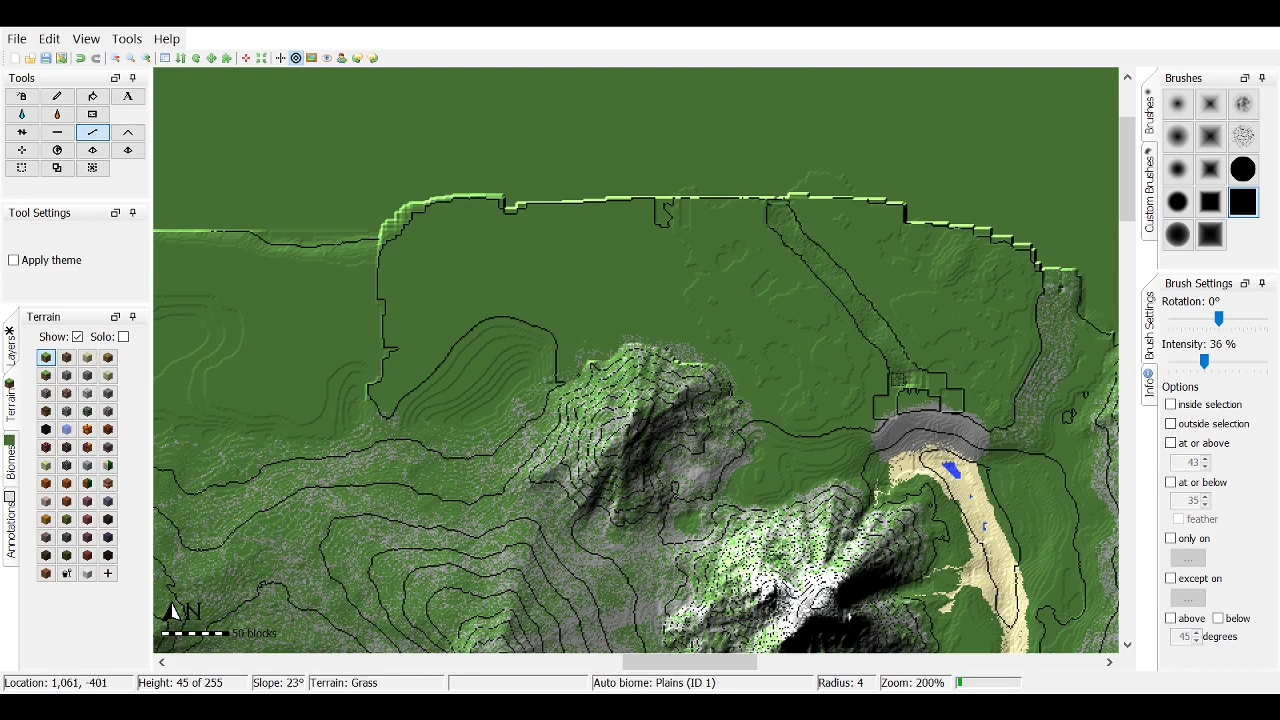 File Edit View Tools Help
Tools
A
Tool Settings
Apply theme
Terrain
Show: Solo:
Layers
Terrain
Biomes
Annotations
N
50 blocks
Brushes
Custom Brushes
Brushes
Brush Settings
Info
Brush Settings
Rotation: 0°
Intensity: 36 %
Options
inside selection
outside selection
at or above
43
at or below
35
feather
only on
...
except on
...
above below
45 degrees
Location: 1,061, -401 Height: 45 of 255 Slope: 23° Terrain: Grass Auto biome: Plains (ID 1) Radius: 4 Zoom: 200%